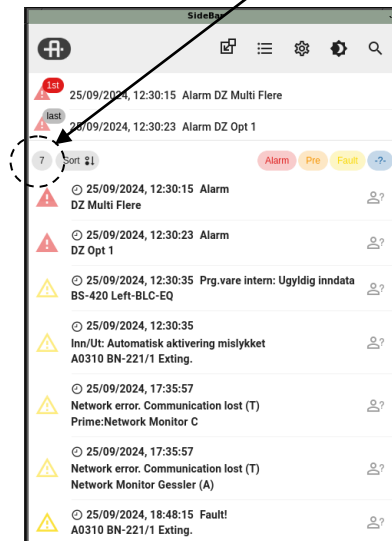 SideBar
1st
25/09/2024, 12:30:15 Alarm DZ Multi Flere
last
25/09/2024, 12:30:23 Alarm DZ Opt 1
7 Sort Alarm Pre Fault -?-
25/09/2024, 12:30:15 Alarm
DZ Multi Flere
25/09/2024, 12:30:23 Alarm
DZ Opt 1
25/09/2024, 12:30:35 Prg.vare intern: Ugyldig inndata
BS-420 Left-BLC-EQ
25/09/2024, 12:30:35
Inn/Ut: Automatisk aktivering mislykket
A0310 BN-221/1 Exting.
25/09/2024, 17:35:57
Network error. Communication lost (T)
Prime:Network Monitor C
25/09/2024, 17:35:57
Network error. Communication lost (T)
Network Monitor Gessler (A)
25/09/2024, 18:48:15 Fault!
A0310 BN-221/1 Exting.